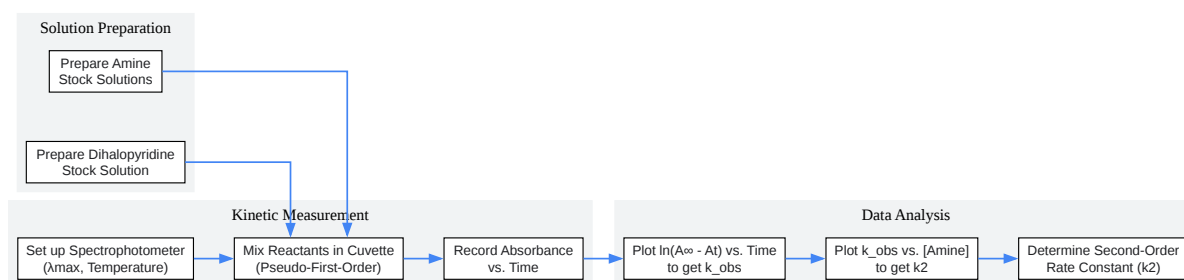 Solution Preparation
Prepare Amine
Stock Solutions
Prepare Dihalopyridine
Stock Solution
Kinetic Measurement
Set up Spectrophotometer
(λmax, Temperature)
Mix Reactants in Cuvette
(Pseudo-First-Order)
Record Absorbance
vs. Time
Data Analysis
Plot ln(A∞ - At) vs. Time
to get k_obs
Plot k_obs vs. [Amine]
to get k2
Determine Second-Order
Rate Constant (k2)